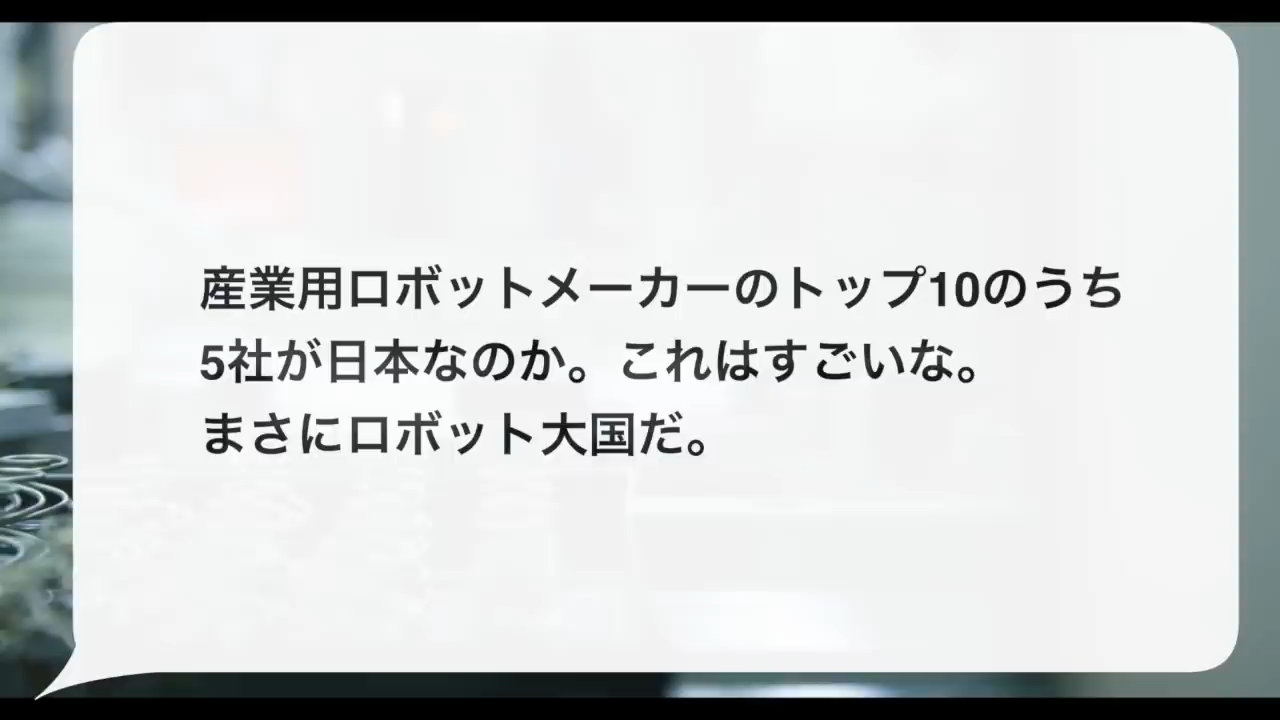 産業用ロボットメーカーのトップ10のうち
5社が日本なのか。これはすごいな。
まさにロボット大国だ。